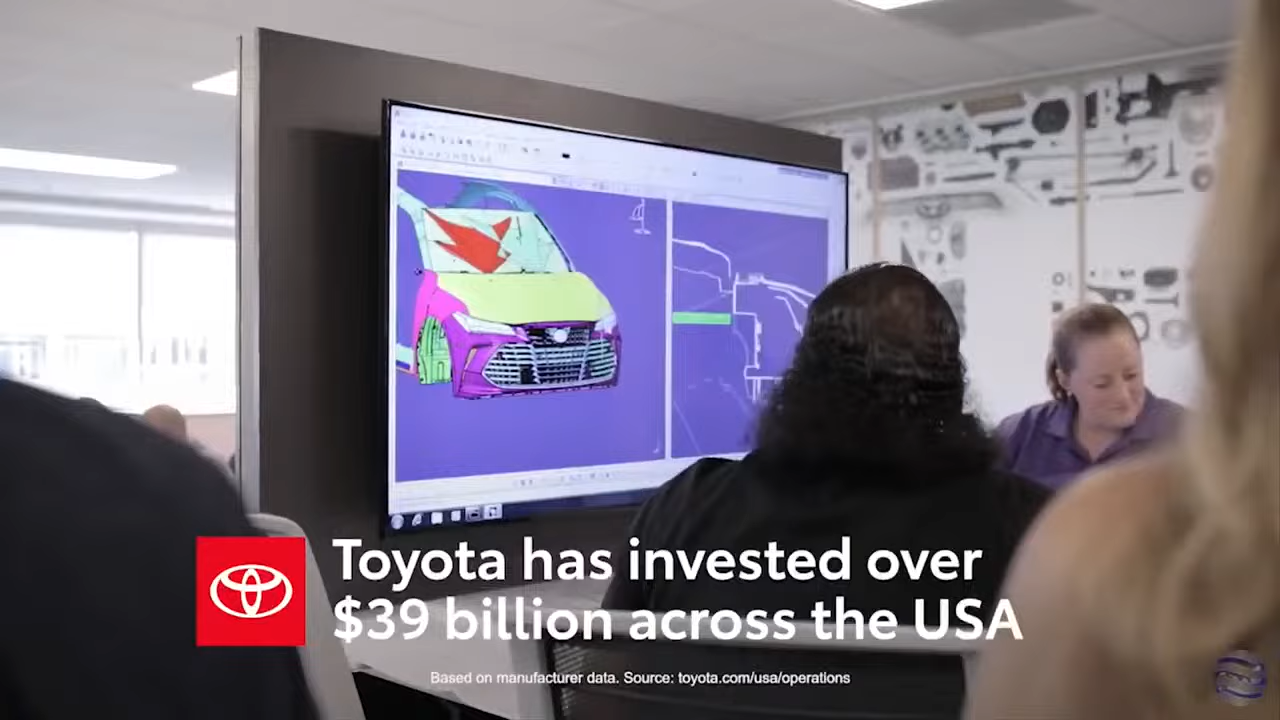 Toyota has invested over
$39 billion across the USA
Based on manufacturer data. Source: toyota.com/usa/operations